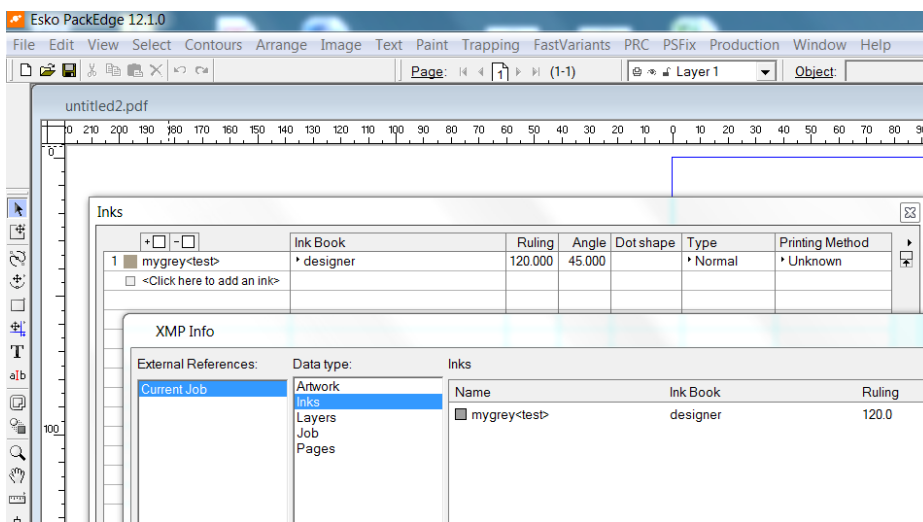 Esko PackEdge 12.1.0
File Edit View Select Contours Arrange Image Text Paint Trapping FastVariants PRC PSFix Production Window Help
Page: 1 (1-1) Layer 1 Object:
untitled2.pdf
210 200 190 180 170 160 150 140 130 120 110 100 90 80 70 60 50 40 30 20 10 0 10 20 30 40 50 60 70 80
0
Inks
Ink Book Ruling Angle Dot shape Type Printing Method
1 mygrey<test> designer 120.000 45.000 Normal Unknown
<Click here to add an ink>
XMP Info
External References: Data type: Inks
Current Job Artwork Name Ink Book Ruling
Inks mygrey<test> designer 120.0
Layers
Job
Pages
T
aIb
100